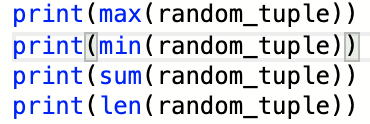 print(max(random_tuple))
print(min(random_tuple))
print(sum(random_tuple))
print(len(random_tuple))